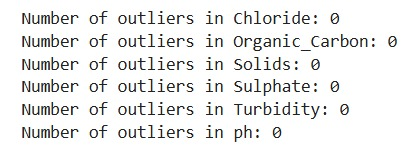 Number of outliers in Chloride: 0
Number of outliers in Organic_Carbon: 0
Number of outliers in Solids: 0
Number of outliers in Sulphate: 0
Number of outliers in Turbidity: 0
Number of outliers in ph: 0